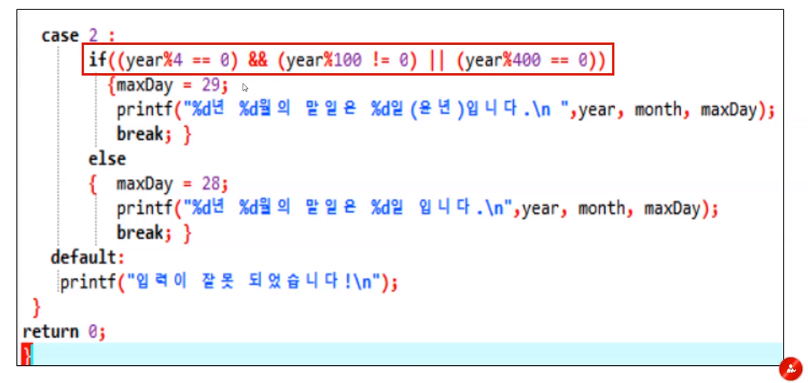 case 2 :
if((year%4 == 0) && (year%100 != 0) || (year%400 == 0))
{maxDay = 29;
printf("%d년 %d월의 말일은 %d일(윤년)입니다.\n ",year, month, maxDay);
break; }
else
{ maxDay = 28;
printf("%d년 %d월의 말일은 %d일 입니다.\n",year, month, maxDay);
break; }
default:
printf("입력이 잘못 되었습니다!\n");
}
return 0;
}